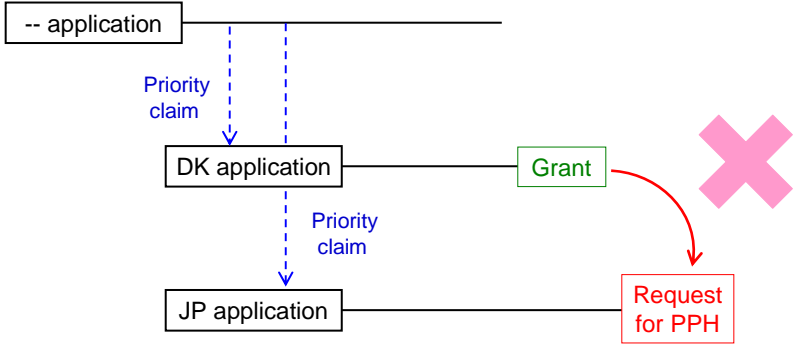 -- application
Priority
claim
DK application
Grant
Priority
claim
JP application
Request
for PPH